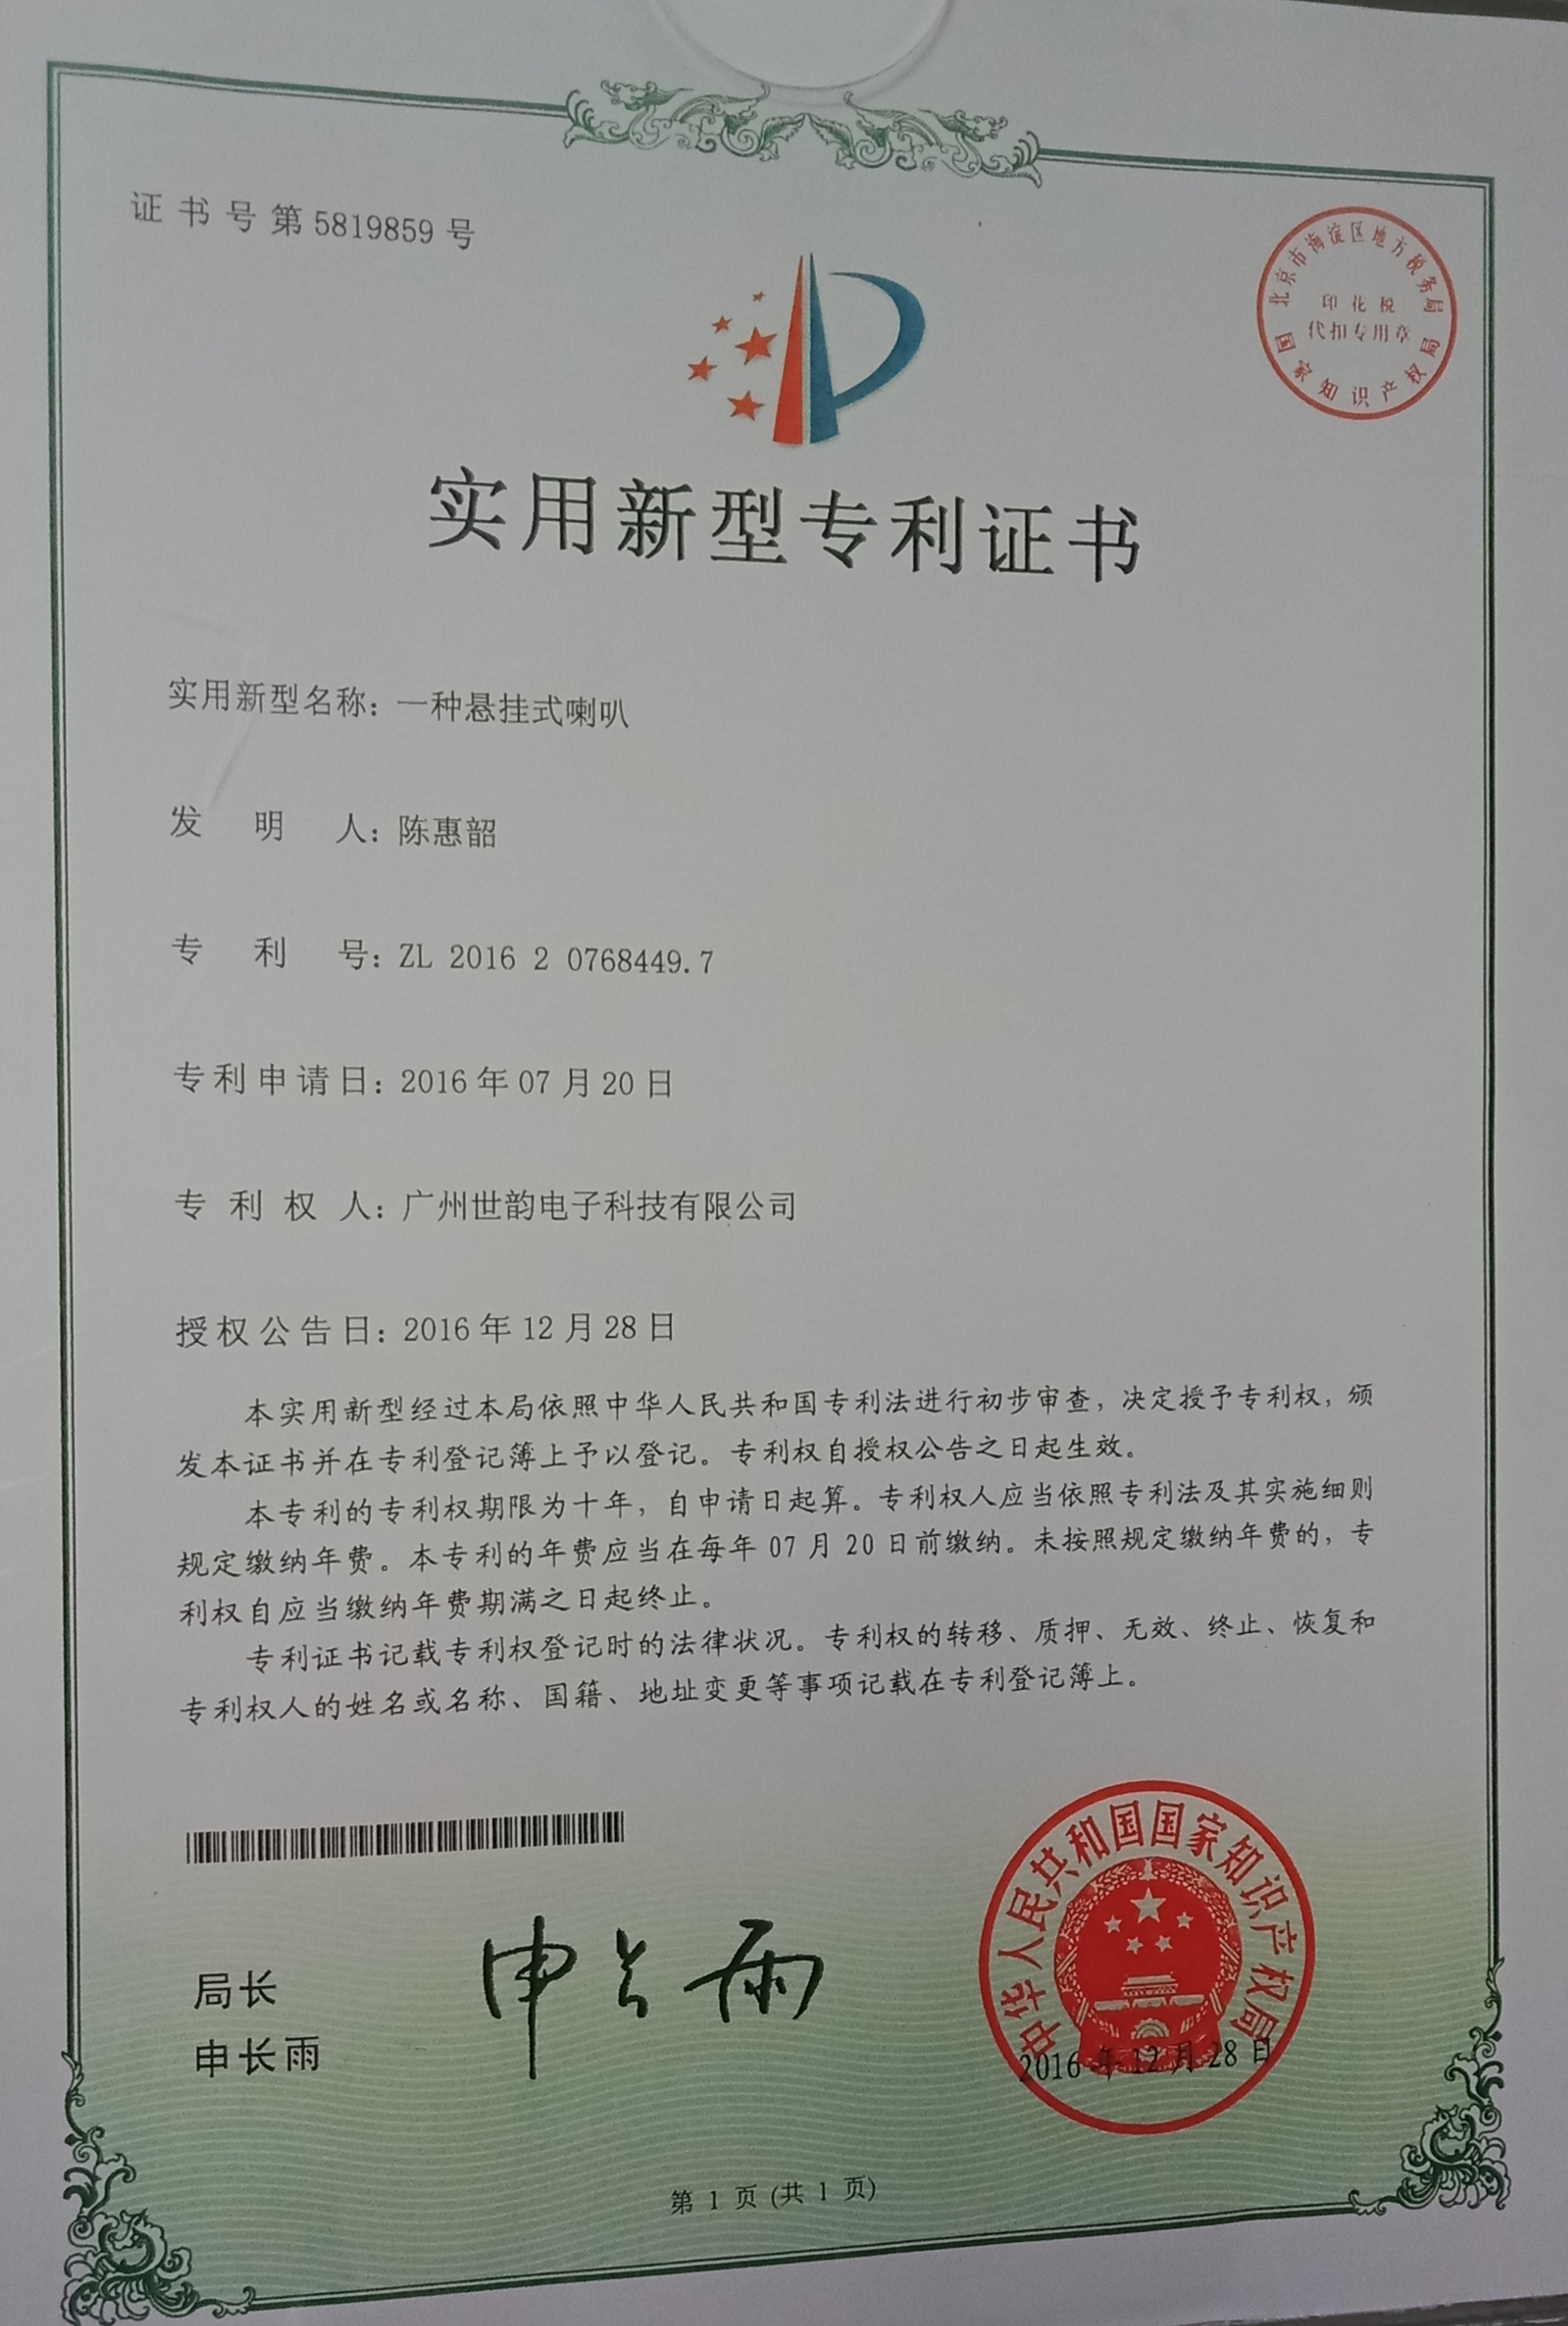 证书号第5819859号
北京市海淀区地方税务局
印花税
代扣专用章
国家知识产权局
实用新型专利证书
实用新型名称：一种悬挂式喇叭
发明人：陈惠韶
专利号：ZL 2016 2 0768449.7
专利申请日：2016年07月20日
专利权人：广州世韵电子科技有限公司
授权公告日：2016年12月28日
本实用新型经过本局依照中华人民共和国专利法进行初步审查，决定授予专利权，颁
发本证书并在专利登记簿上予以登记。专利权自授权公告之日起生效。
本专利的专利权期限为十年，自申请日起算。专利权人应当依照专利法及其实施细则
规定缴纳年费。本专利的年费应当在每年07月20日前缴纳。未按照规定缴纳年费的，专
利权自应当缴纳年费期满之日起终止。
专利证书记载专利权登记时的法律状况。专利权的转移、质押、无效、终止、恢复和
专利权人的姓名或名称、国籍、地址变更等事项记载在专利登记簿上。
局长
申长雨
申长雨
中华人民共和国国家知识产权局
2016年12月28日
第1页(共1页)